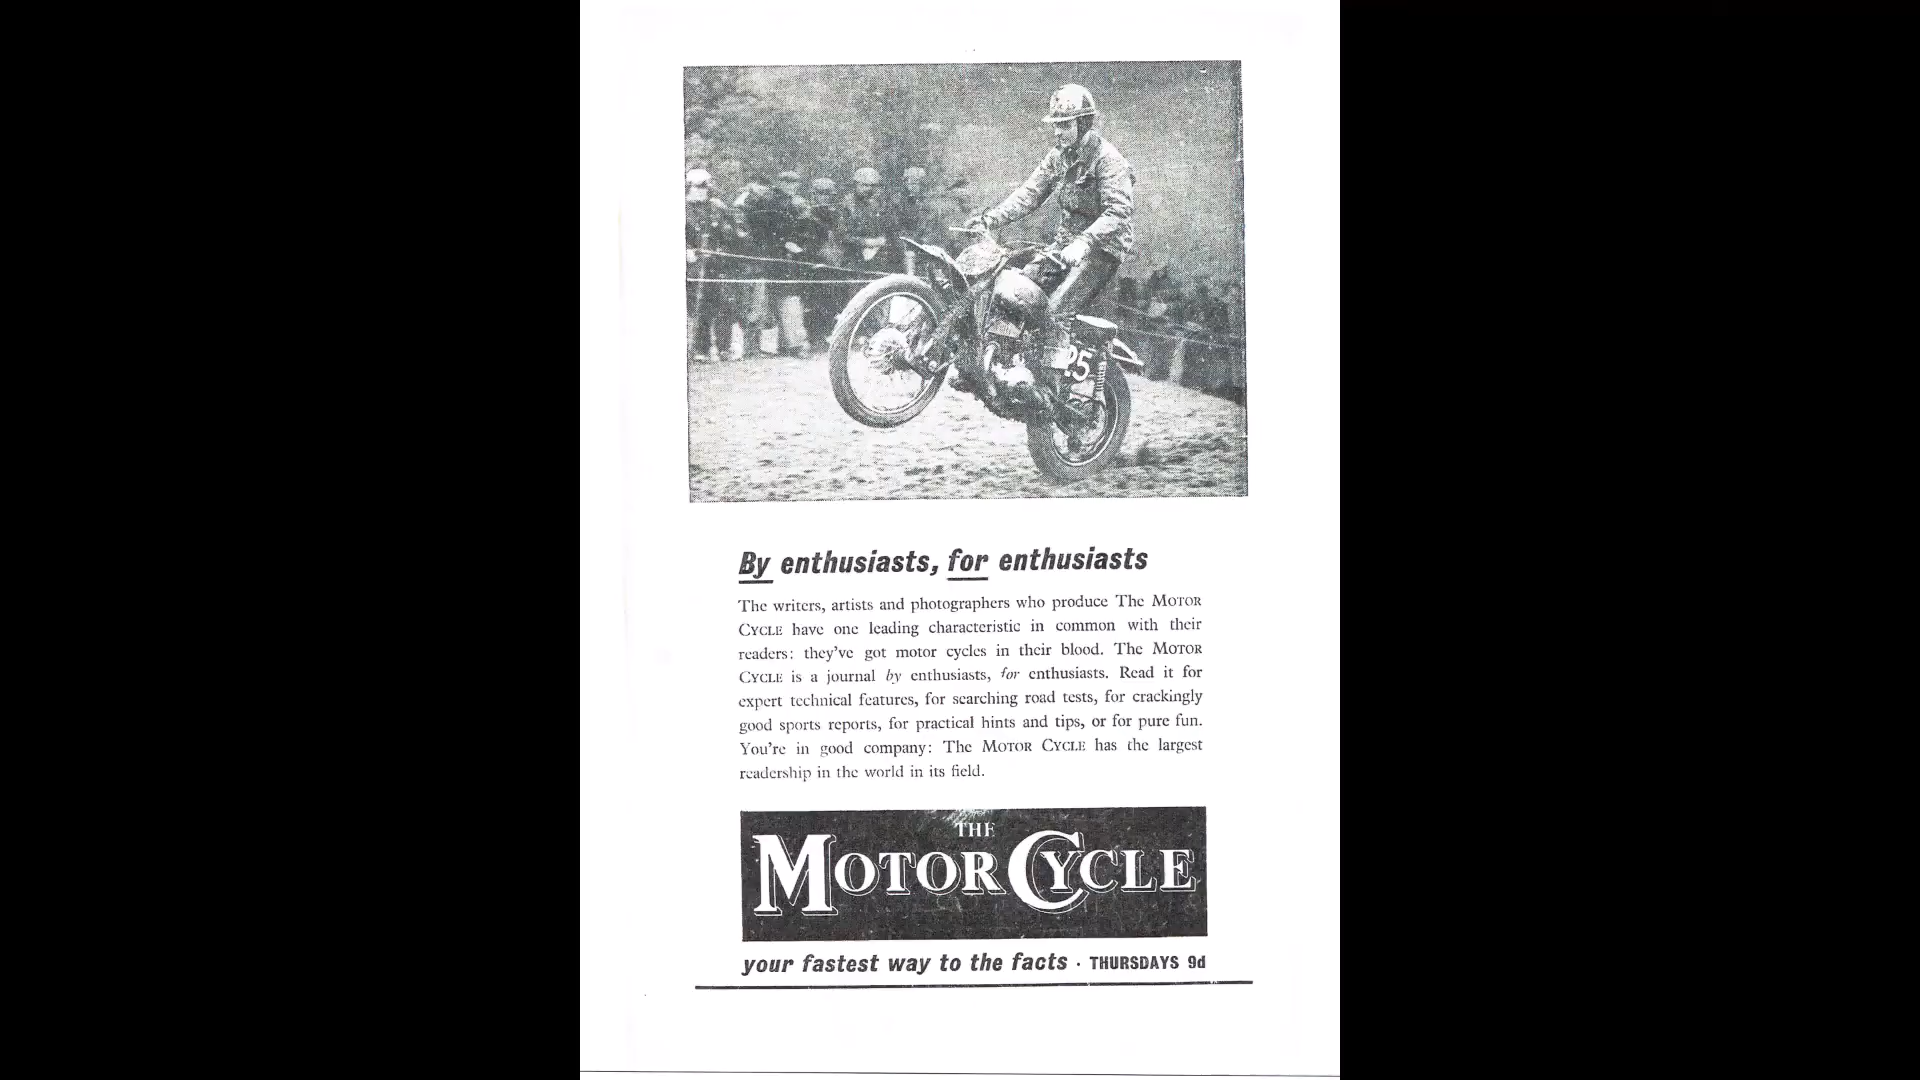 25
By enthusiasts, for enthusiasts
The writers, artists and photographers who produce The MOTOR
CYCLE have one leading characteristic in common with their
readers: they've got motor cycles in their blood. The MOTOR
CYCLE is a journal by enthusiasts, for enthusiasts. Read it for
expert technical features, for searching road tests, for crackingly
good sports reports, for practical hints and tips, or for pure fun.
You're in good company: The MOTOR CYCLE has the largest
readership in the world in its field.
THE
MOTOR CYCLE
your fastest way to the facts · THURSDAYS 9d